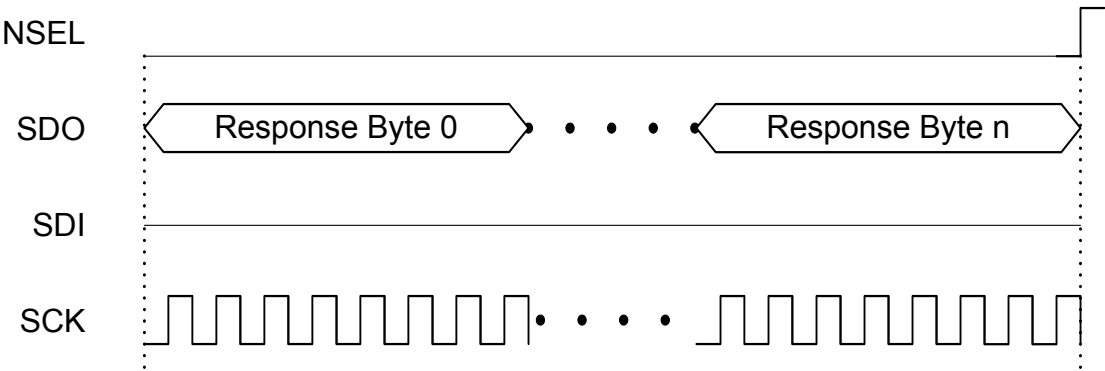 NSEL
SDO Response Byte 0 Response Byte n
SDI
SCK